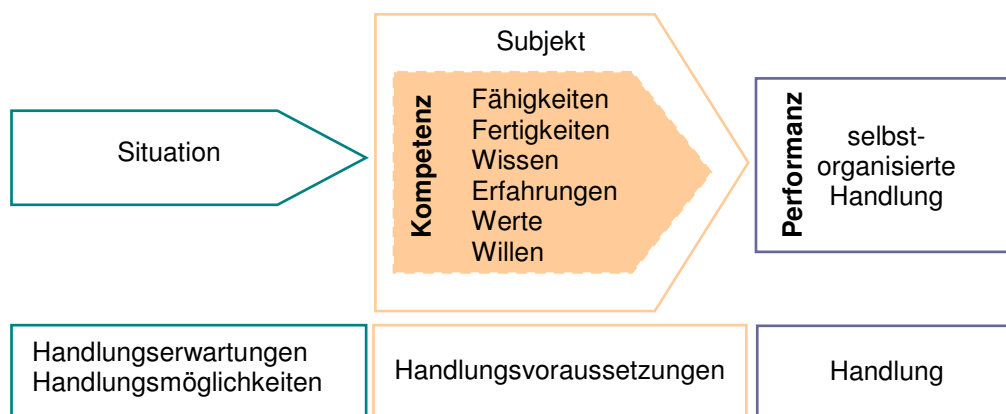 Situation
Subjekt
Kompetenz
Fähigkeiten
Fertigkeiten
Wissen
Erfahrungen
Werte
Willen
Performanz
selbst-
organisierte
Handlung
Handlungserwartungen
Handlungsmöglichkeiten
Handlungsvoraussetzungen
Handlung